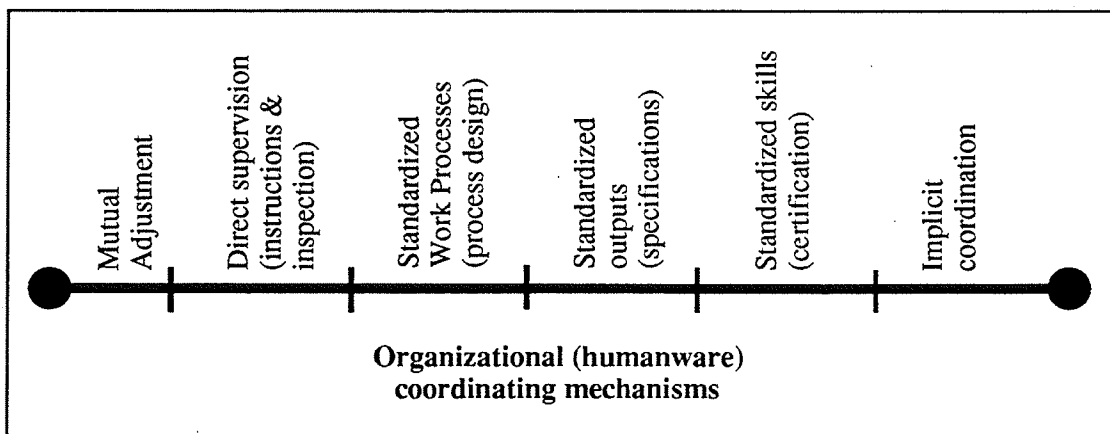 Mutual
Adjustment
Direct supervision
(instructions &
inspection)
Standardized
Work Processes
(process design)
Standardized
outputs
(specifications)
Standardized skills
(certification)
Implicit
coordination
Organizational (humanware)
coordinating mechanisms